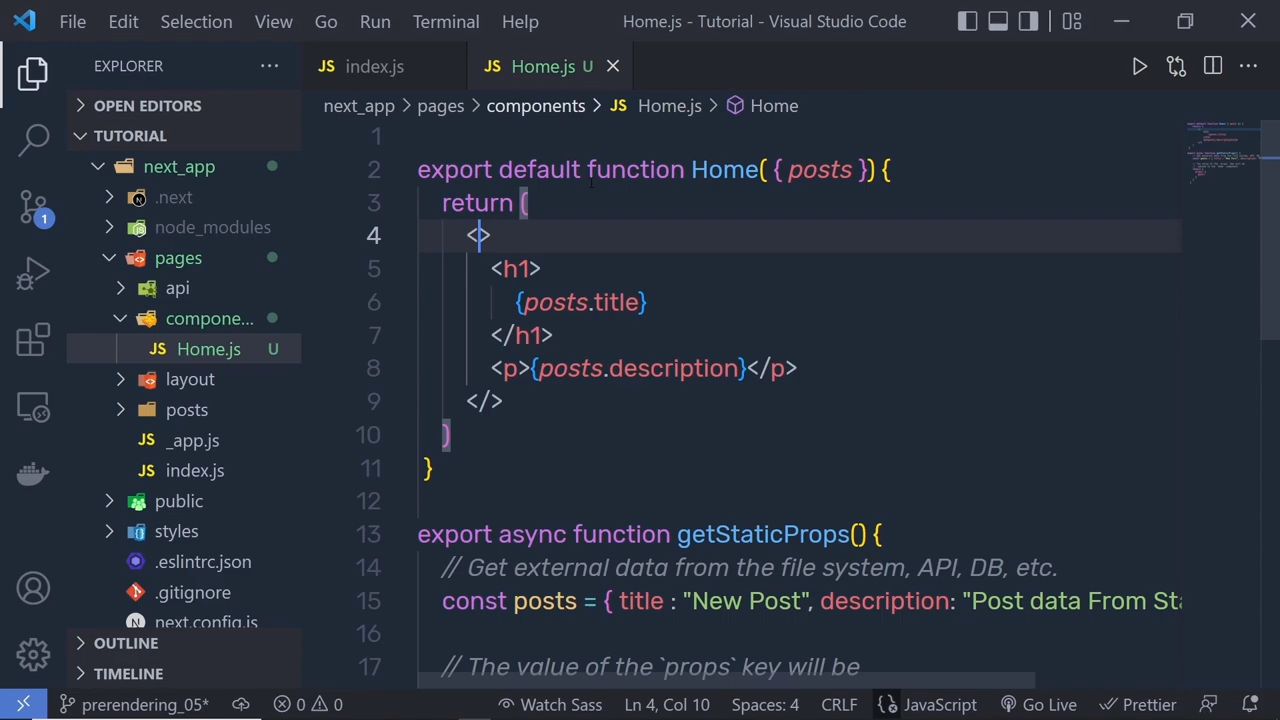 File Edit Selection View Go Run Terminal Help Home.js - Tutorial - Visual Studio Code
EXPLORER
OPEN EDITORS
TUTORIAL
next_app
.next
node_modules
pages
api
compone...
Home.js U
layout
posts
_app.js
index.js
public
styles
.eslintrc.json
.gitignore
next.config.js
OUTLINE
TIMELINE
1
JS index.js JS Home.js U
next_app > pages > components > JS Home.js > Home
1
2 export default function Home( { posts }) {
3 return (
4 <>
5 <h1>
6 {posts.title}
7 </h1>
8 <p>{posts.description}</p>
9 </>
10 )
11 }
12
13 export async function getStaticProps() {
14 // Get external data from the file system, API, DB, etc.
15 const posts = { title : "New Post", description: "Post data From Sta
16
17 // The value of the `props` key will be
prerendering_05* 0 0 Watch Sass Ln 4, Col 10 Spaces: 4 CRLF JavaScript Go Live Prettier